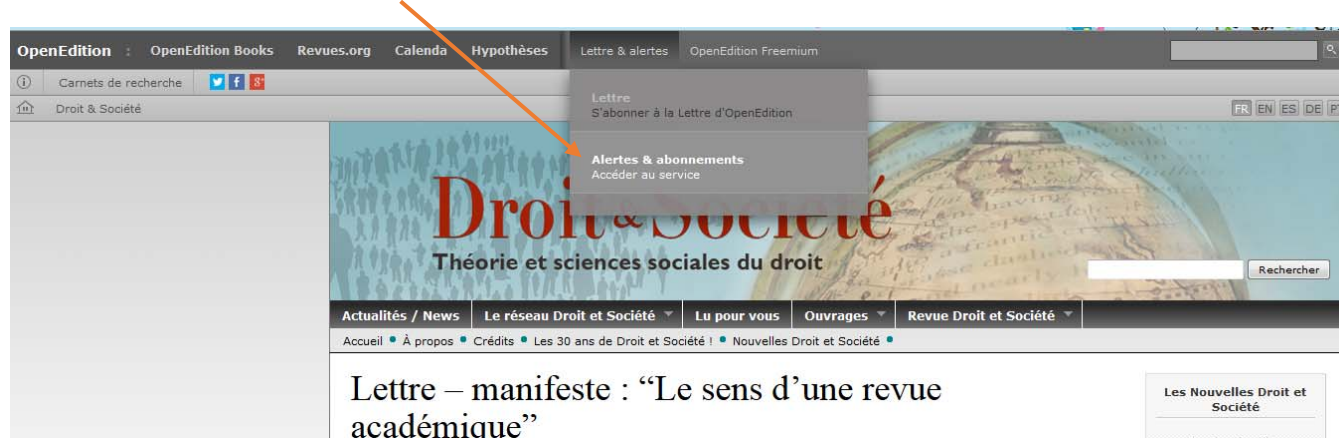 OpenEdition : OpenEdition Books Revues.org Calenda Hypothèses Lettre & alertes OpenEdition Freemium
Carnets de recherche
Lettre
S'abonner à la Lettre d'OpenEdition
Droit & Société
FR EN ES DE
Alertes & abonnements
Accéder au service
Droit & Société
Théorie et sciences sociales du droit
Rechercher
Actualités / News Le réseau Droit et Société Lu pour vous Ouvrages Revue Droit et Société
Accueil • À propos • Crédits • Les 30 ans de Droit et Société ! • Nouvelles Droit et Société •
Lettre – manifeste : “Le sens d’une revue
académique”
Les Nouvelles Droit et
Société